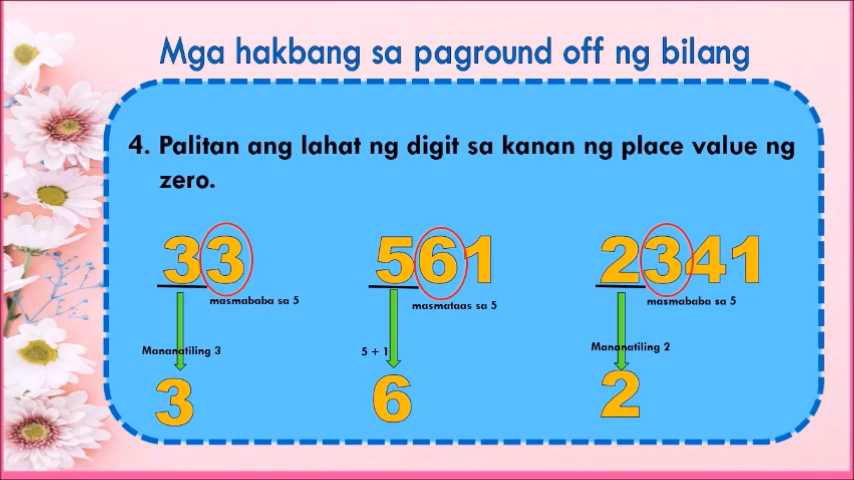 Mga hakbang sa paground off ng bilang
4. Palitan ang lahat ng digit sa kanan ng place value ng
zero.
33 561 2341
masmababa sa 5 masmataas sa 5 masmababa sa 5
Mananatiling 3 5 + 1 Mananatiling 2
3 6 2